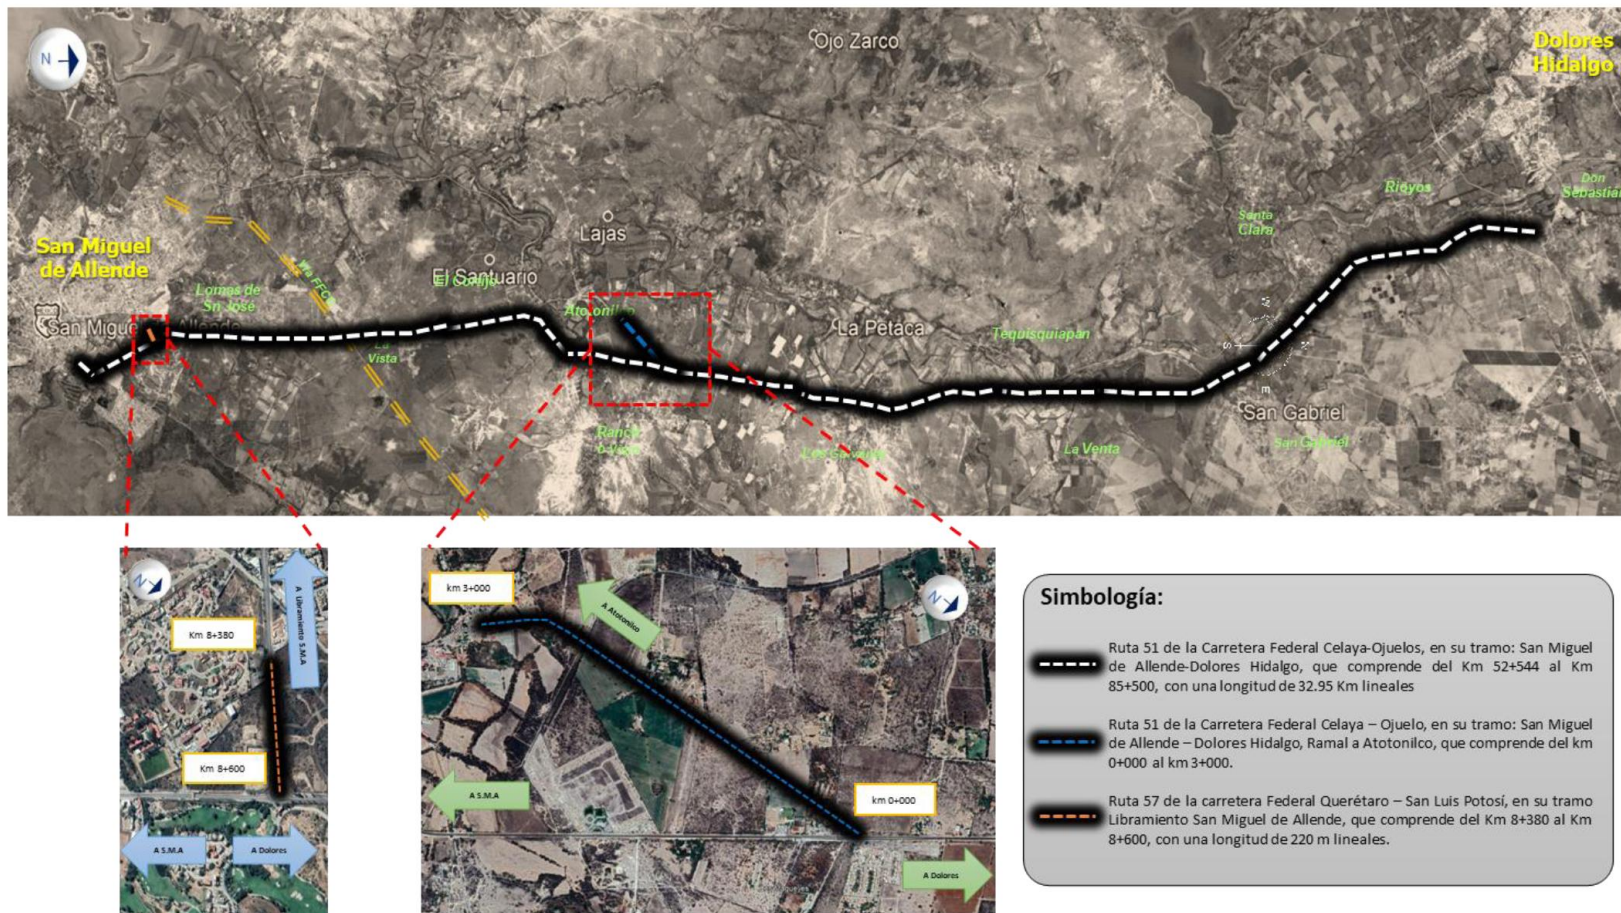 N
Ojo Zarco
Dolores
Hidalgo
Rioyos
Don
Sebastián
Santa
Clara
Lajas
San Miguel
de Allende
El Santuario
El Cortijo
Vía FFCC
Lomas de
Sn José
Atotonilco
San Miguel de Allende
La Petaca
Tequisquiapan
La
Vista
S
N
E
San Gabriel
San Gabriel
La Venta
Rancho
N
Km 8+380
A Libramiento S.M.A
Km 8+600
A S.M.A
A Dolores
N
km 3+000
A Atotonilco
km 0+000
A S.M.A
A Dolores
Simbología:
Ruta 51 de la Carretera Federal Celaya-Ojuelos, en su tramo: San Miguel
de Allende-Dolores Hidalgo, que comprende del Km 52+544 al Km
85+500, con una longitud de 32.95 Km lineales
Ruta 51 de la Carretera Federal Celaya – Ojuelo, en su tramo: San Miguel
de Allende – Dolores Hidalgo, Ramal a Atotonilco, que comprende del km
0+000 al km 3+000.
Ruta 57 de la carretera Federal Querétaro – San Luis Potosí, en su tramo
Libramiento San Miguel de Allende, que comprende del Km 8+380 al Km
8+600, con una longitud de 220 m lineales.